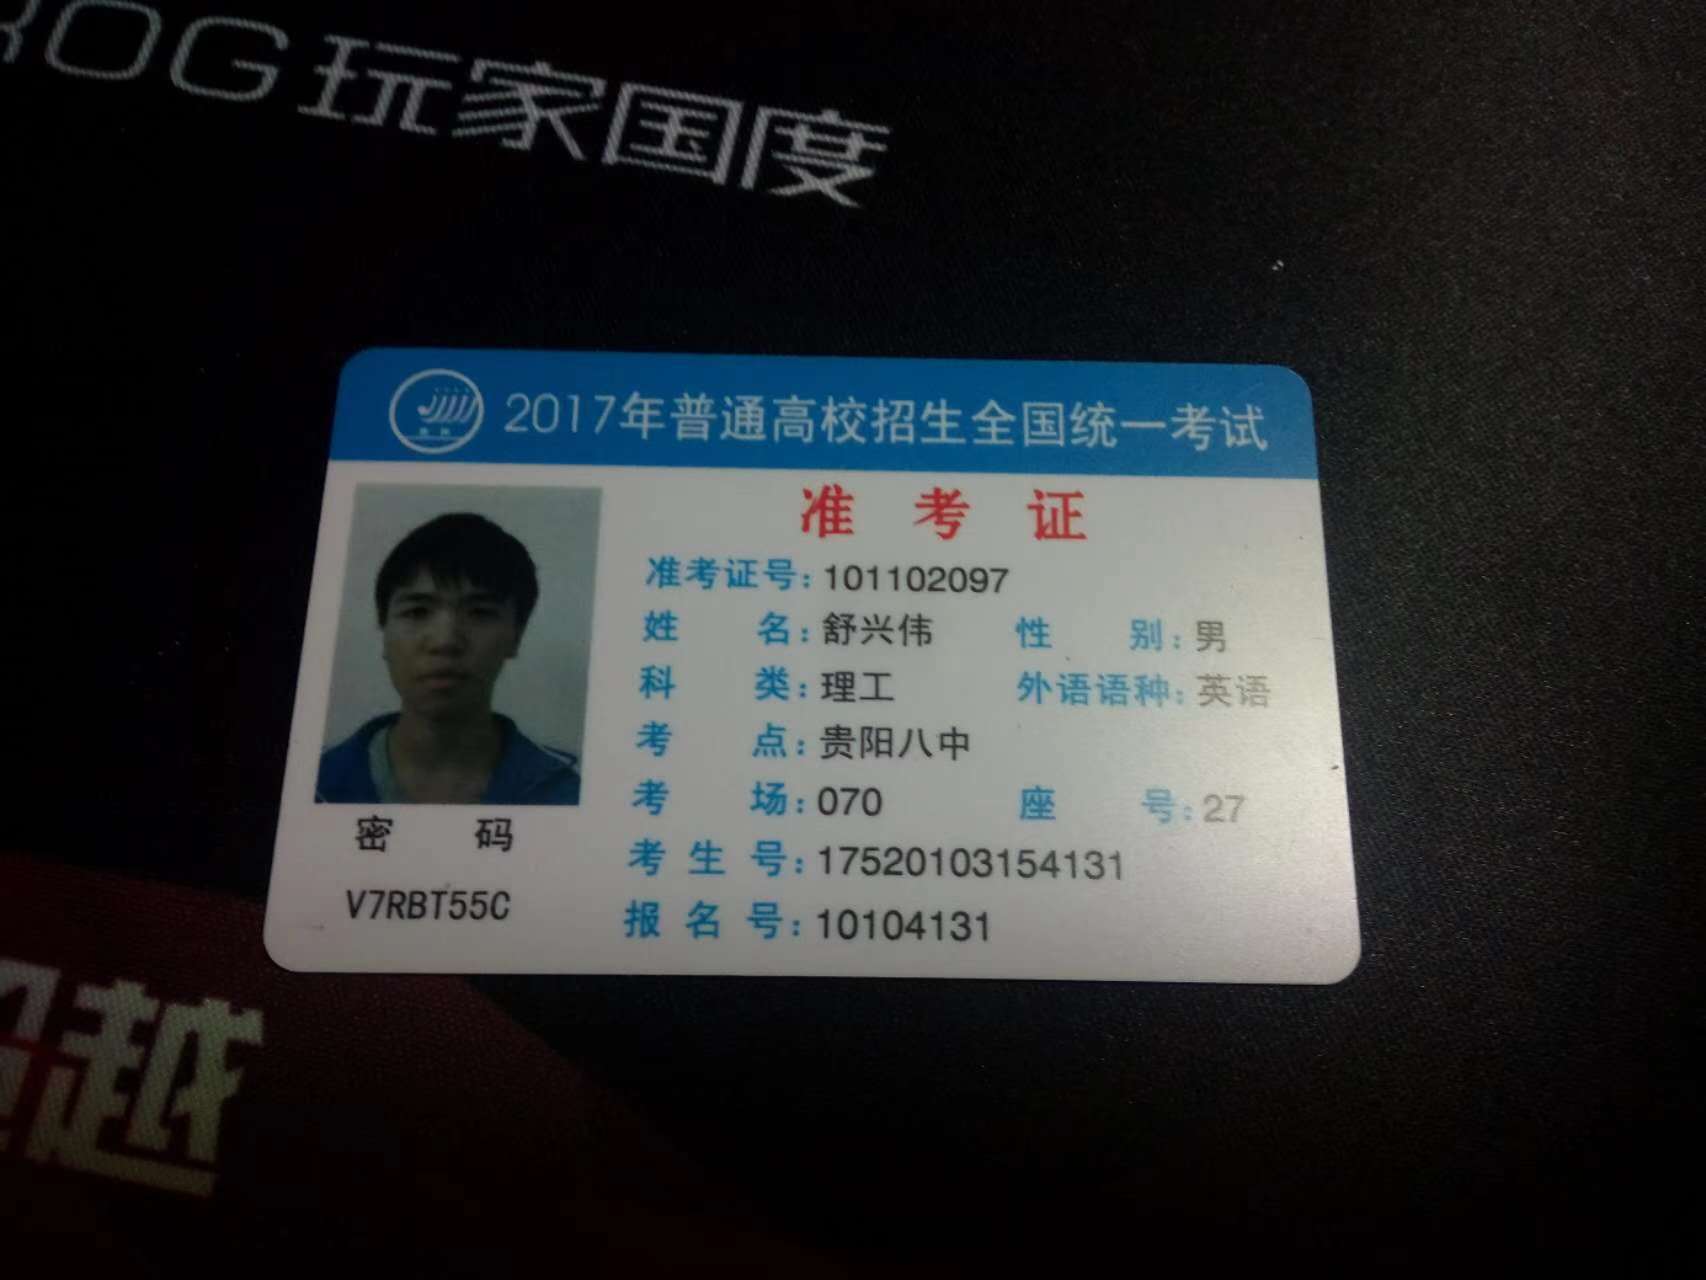 ROG 玩家国度
2017年普通高校招生全国统一考试
准考证
准考证号:101102097
姓名:舒兴伟 性别:男
科类:理工 外语语种:英语
考点:贵阳八中
考场:070 座号:27
考生号:17520103154131
报名号:10104131
密码
V7RBT55C
越